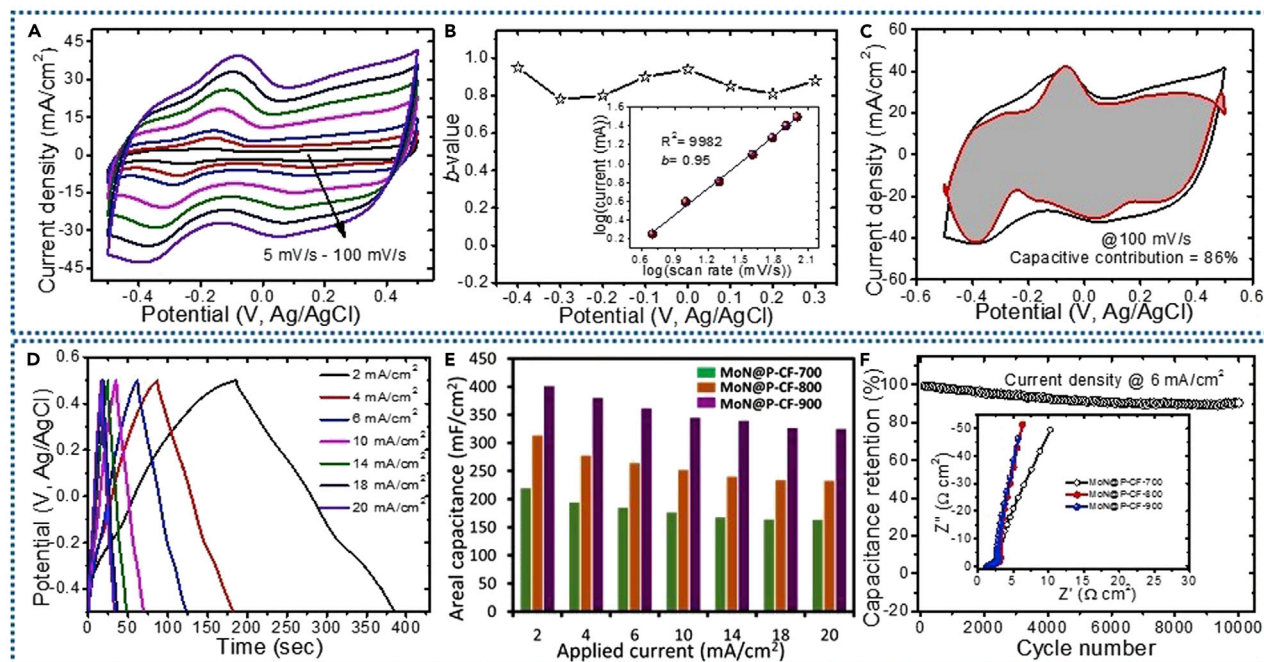 A
Current density (mA/cm²)
45
30
15
0
-15
-30
-45
5 mV/s - 100 mV/s
-0.4 -0.2 0.0 0.2 0.4
Potential (V, Ag/AgCl)
B
b-value
1.0
0.8
0.6
0.4
0.2
0.0
-0.2
log(current (mA))
1.6
1.4
1.2
1.0
0.8
0.6
0.4
0.2
R²= 9982
b= 0.95
0.6 0.9 1.2 1.5 1.8 2.1
log(scan rate (mV/s))
-0.4 -0.3 -0.2 -0.1 0.0 0.1 0.2 0.3
Potential (V, Ag/AgCl)
C
Current density (mA/cm²)
60
40
20
0
-20
-40
-60
@100 mV/s
Capacitive contribution = 86%
-0.6 -0.4 -0.2 0.0 0.2 0.4 0.6
Potential (V, Ag/AgCl)
D
Potential (V, Ag/AgCl)
0.6
0.4
0.2
0.0
-0.2
-0.4
2 mA/cm²
4 mA/cm²
6 mA/cm²
10 mA/cm²
14 mA/cm²
18 mA/cm²
20 mA/cm²
0 50 100 150 200 250 300 350 400
Time (sec)
E
Areal capacitance (mF/cm²)
450
400
350
300
250
200
150
100
50
0
MoN@P-CF-700
MoN@P-CF-800
MoN@P-CF-900
2 4 6 10 14 18 20
Applied current (mA/cm²)
F
Capacitance retention (%)
120
100
80
60
40
20
0
-20
Current density @ 6 mA/cm²
Z'' (Ω cm²)
-50
-40
-30
-20
-10
0
MoN@P-CF-700
MoN@P-CF-800
MoN@P-CF-900
0 5 10 15 20 25 30
Z' (Ω cm²)
0 2000 4000 6000 8000 10000
Cycle number